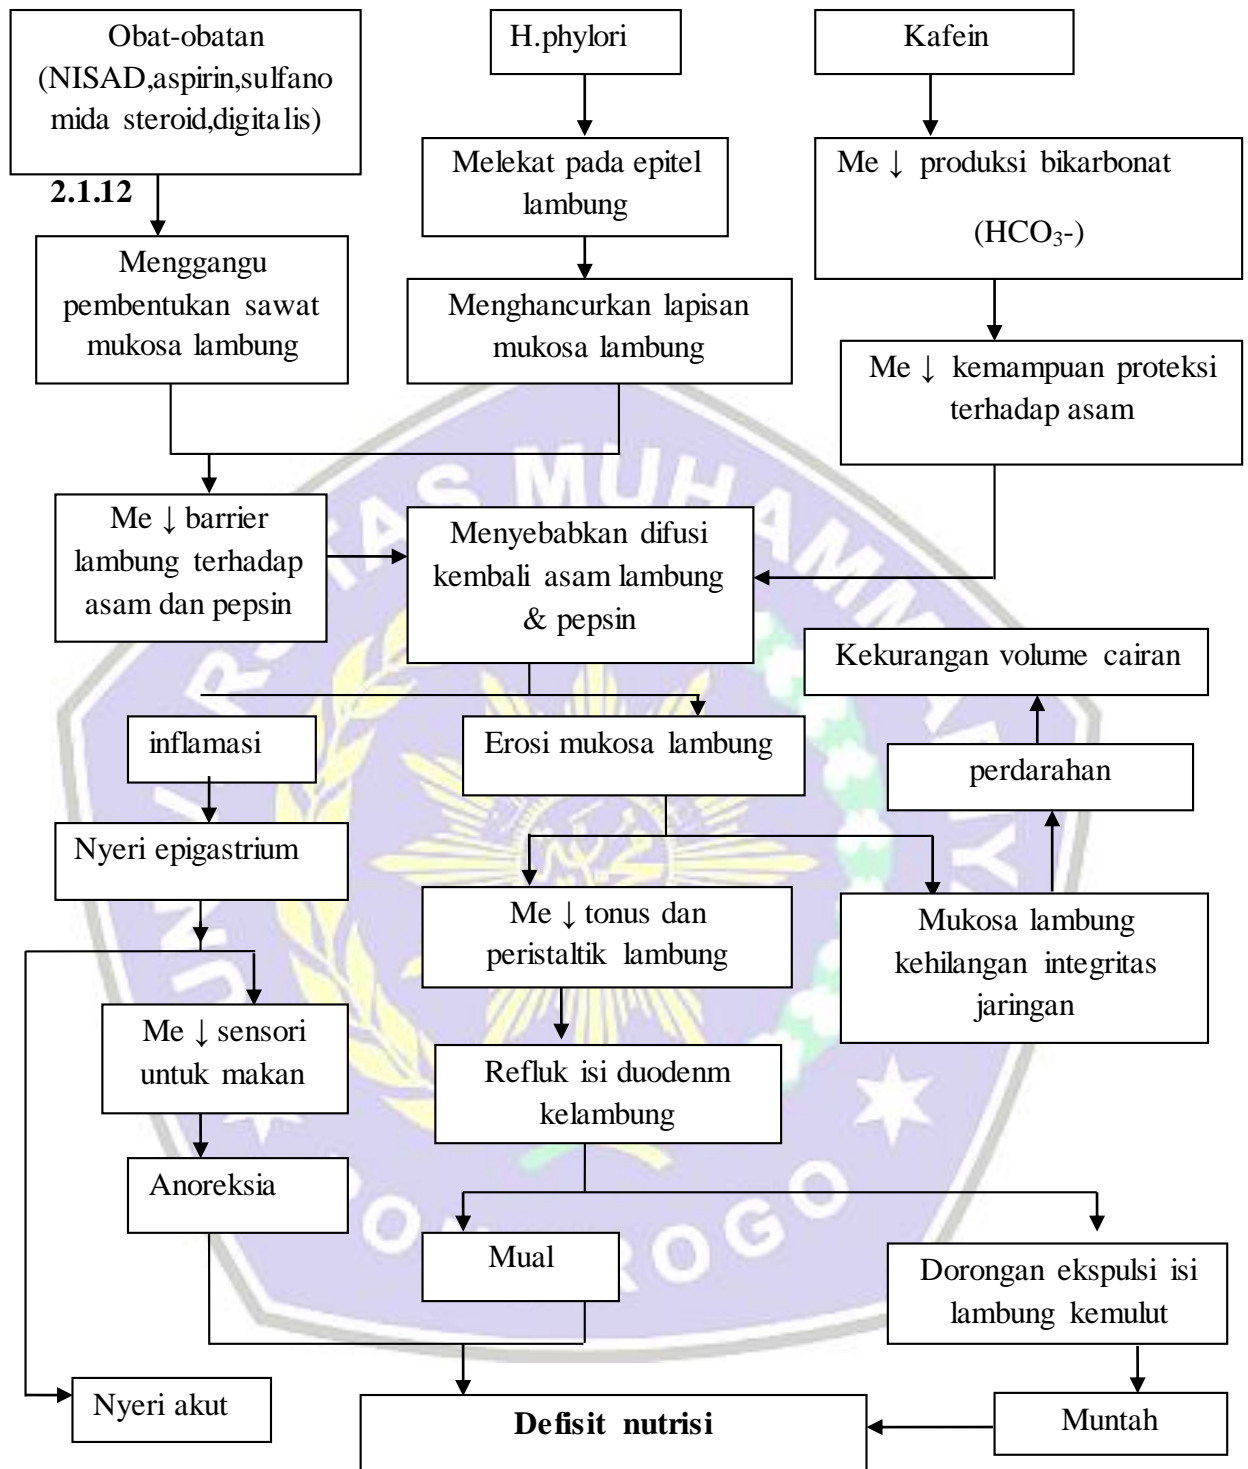 Obat-obatan
(NISAD,aspirin,sulfano
mida steroid,digitalis)
H.phylori
Kafein
2.1.12
Melekat pada epitel
lambung
Me ↓ produksi bikarbonat
(HCO₃-)
Menggangu
pembentukan sawat
mukosa lambung
Menghancurkan lapisan
mukosa lambung
Me ↓ kemampuan proteksi
terhadap asam
Me ↓ barrier
lambung terhadap
asam dan pepsin
Menyebabkan difusi
kembali asam lambung
& pepsin
Kekurangan volume cairan
inflamasi
Erosi mukosa lambung
perdarahan
Nyeri epigastrium
Me ↓ tonus dan
peristaltik lambung
Mukosa lambung
kehilangan integritas
jaringan
Me ↓ sensori
untuk makan
Refluk isi duodenm
kelambung
Anoreksia
Mual
Dorongan ekspulsi isi
lambung kemulut
Nyeri akut
Defisit nutrisi
Muntah